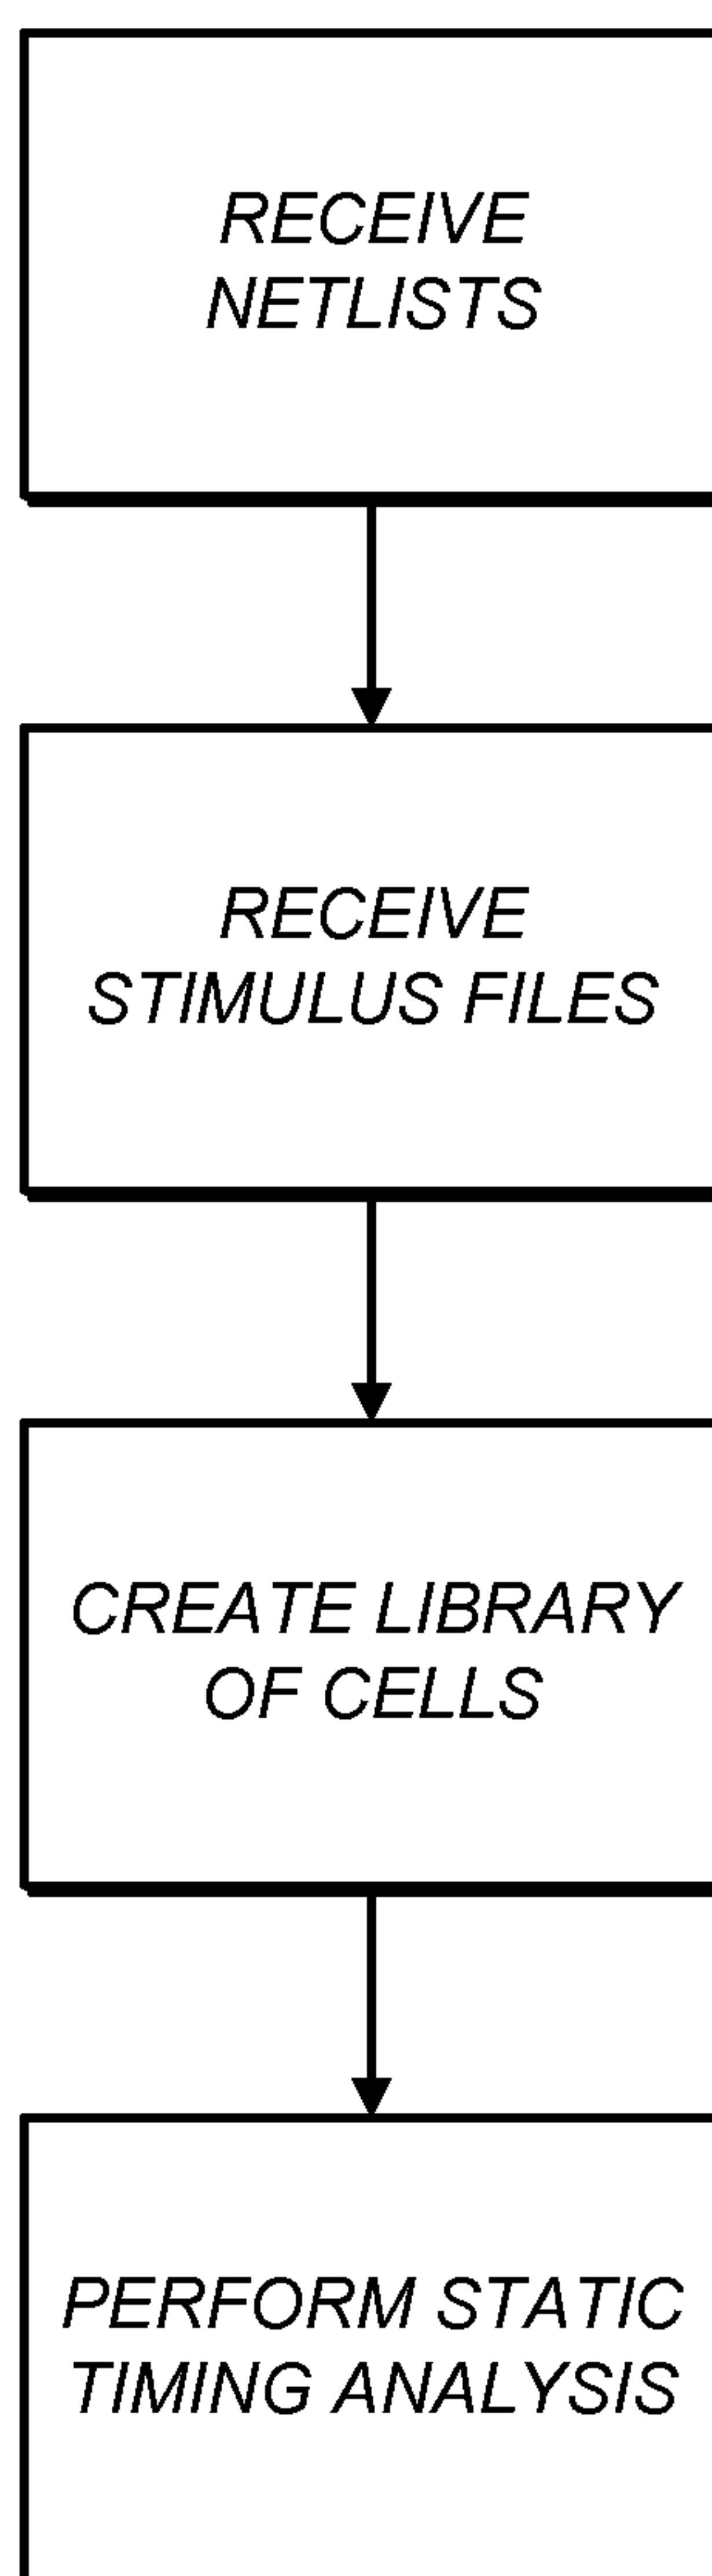 RECEIVE
NETLISTS
RECEIVE
STIMULUS FILES
CREATE LIBRARY
OF CELLS
PERFORM STATIC
TIMING ANALYSIS